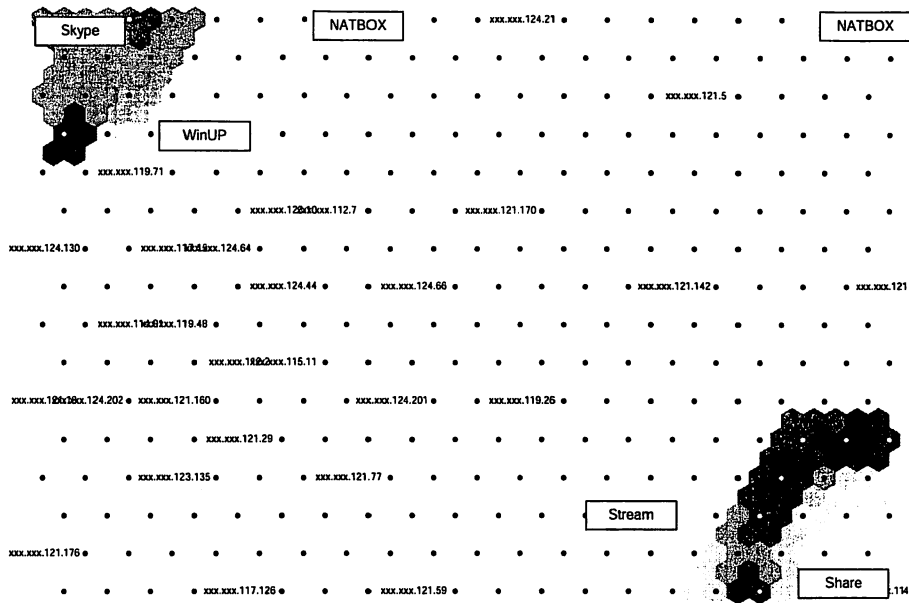 Skype NATBOX xxx.xxx.124.21 NATBOX
xxx.xxx.121.5
WinUP
xxx.xxx.119.71
xxx.xxx.112.7 xxx.xxx.121.170
xxx.xxx.124.130 xxx.xxx.124.64
xxx.xxx.124.44 xxx.xxx.124.66 xxx.xxx.121.142 xxx.xxx.121
xxx.xxx.119.48
xxx.xxx.115.11
xxx.xxx.124.202 xxx.xxx.121.160 xxx.xxx.124.201 xxx.xxx.119.26
xxx.xxx.121.29
xxx.xxx.123.135 xxx.xxx.121.77
Stream
xxx.xxx.121.176
Share
xxx.xxx.117.126 xxx.xxx.121.59 .114